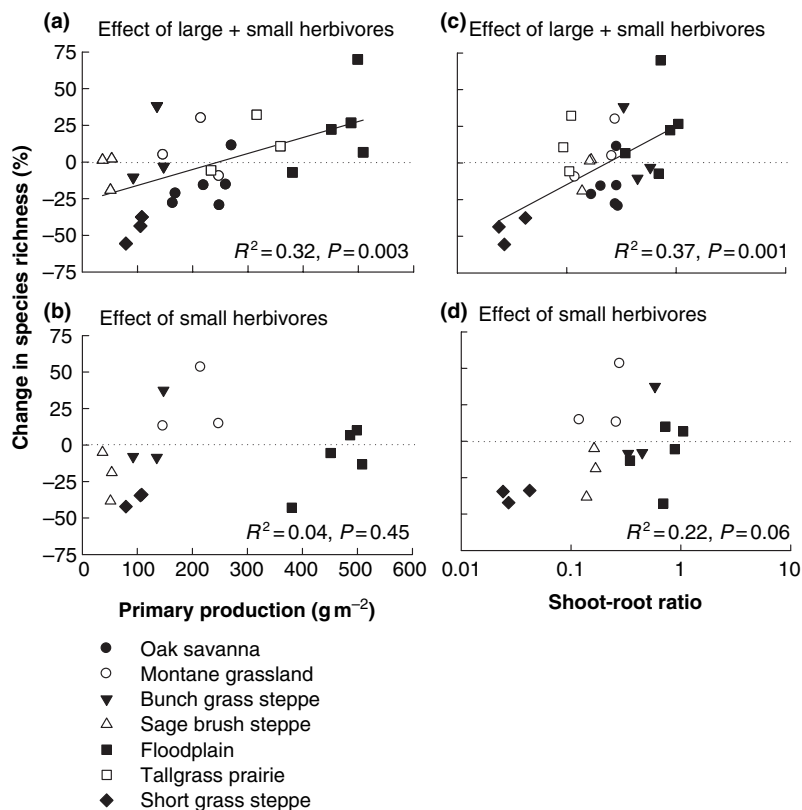 (a) Effect of large + small herbivores
75
50
25
0
−25
−50
−75
R² = 0.32, P = 0.003
(c) Effect of large + small herbivores
R² = 0.37, P = 0.001
Change in species richness (%)
(b) Effect of small herbivores
75
50
25
0
−25
−50
−75
R² = 0.04, P = 0.45
0 100 200 300 400 500 600
Primary production (g m⁻²)
(d) Effect of small herbivores
R² = 0.22, P = 0.06
0.01 0.1 1 10
Shoot-root ratio
Oak savanna
Montane grassland
Bunch grass steppe
Sage brush steppe
Floodplain
Tallgrass prairie
Short grass steppe